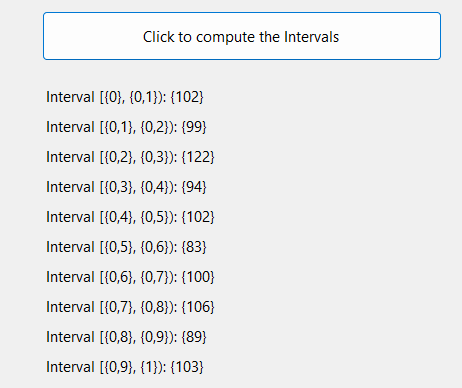 Click to compute the Intervals
Interval [{0}, {0,1}): {102}
Interval [{0,1}, {0,2}): {99}
Interval [{0,2}, {0,3}): {122}
Interval [{0,3}, {0,4}): {94}
Interval [{0,4}, {0,5}): {102}
Interval [{0,5}, {0,6}): {83}
Interval [{0,6}, {0,7}): {100}
Interval [{0,7}, {0,8}): {106}
Interval [{0,8}, {0,9}): {89}
Interval [{0,9}, {1}): {103}